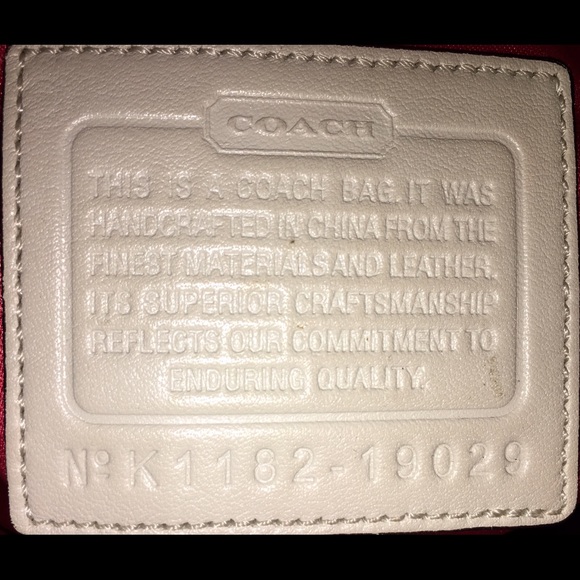 COACH
THIS IS A COACH BAG. IT WAS
HANDCRAFTED IN CHINA FROM THE
FINEST MATERIALS AND LEATHER.
ITS SUPERIOR CRAFTSMANSHIP
REFLECTS OUR COMMITMENT TO
ENDURING QUALITY.
Nº K1182-19029